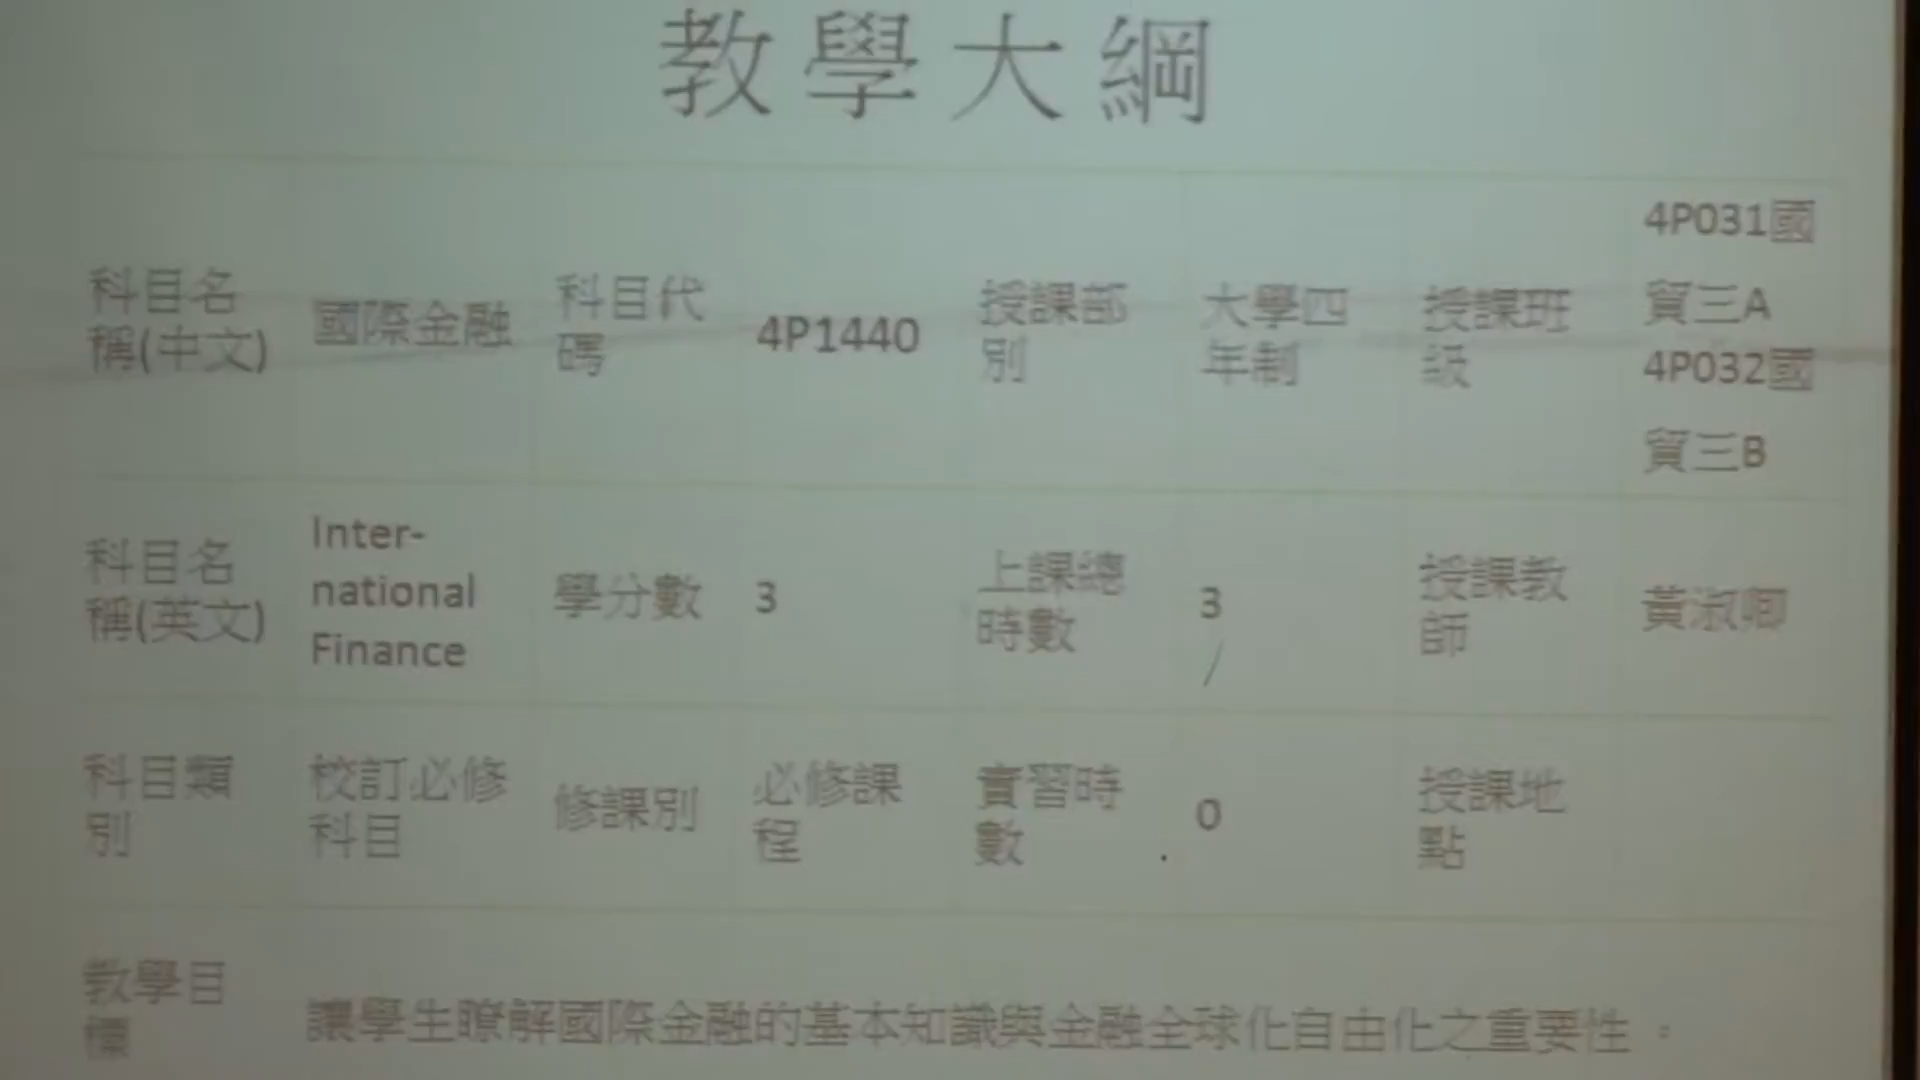 教學大綱
4P031國
科目名 國際金融 科目代 4P1440 授課部 大學四 授課班 貿三A
稱(中文) 碼 別 年制 級 4P032國
貿三B
科目名 Inter- 上課總 授課教
稱(英文) national 學分數 3 時數 3 師 黃淑卿
Finance
科目類 校訂必修 修課別 必修課 實習時 0 授課地
別 科目 程 數 點
教學目
標 讓學生瞭解國際金融的基本知識與金融全球化自由化之重要性。